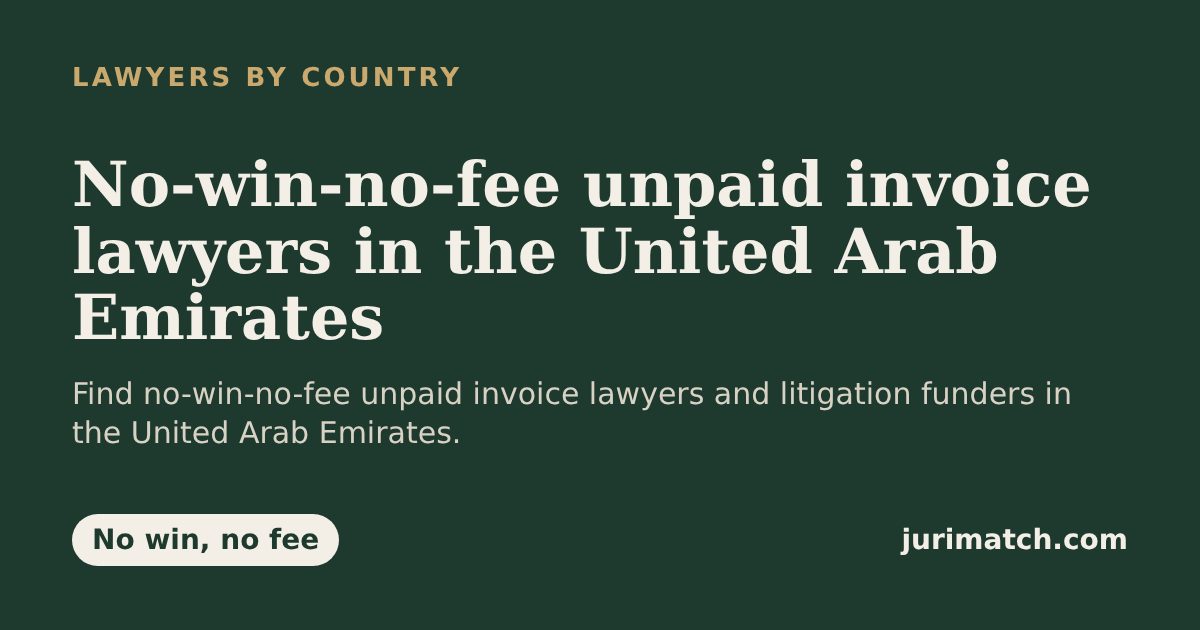 LAWYERS BY COUNTRY
No-win-no-fee unpaid invoice
lawyers in the United Arab
Emirates
Find no-win-no-fee unpaid invoice lawyers and litigation funders in
the United Arab Emirates.
No win, no fee
jurimatch.com